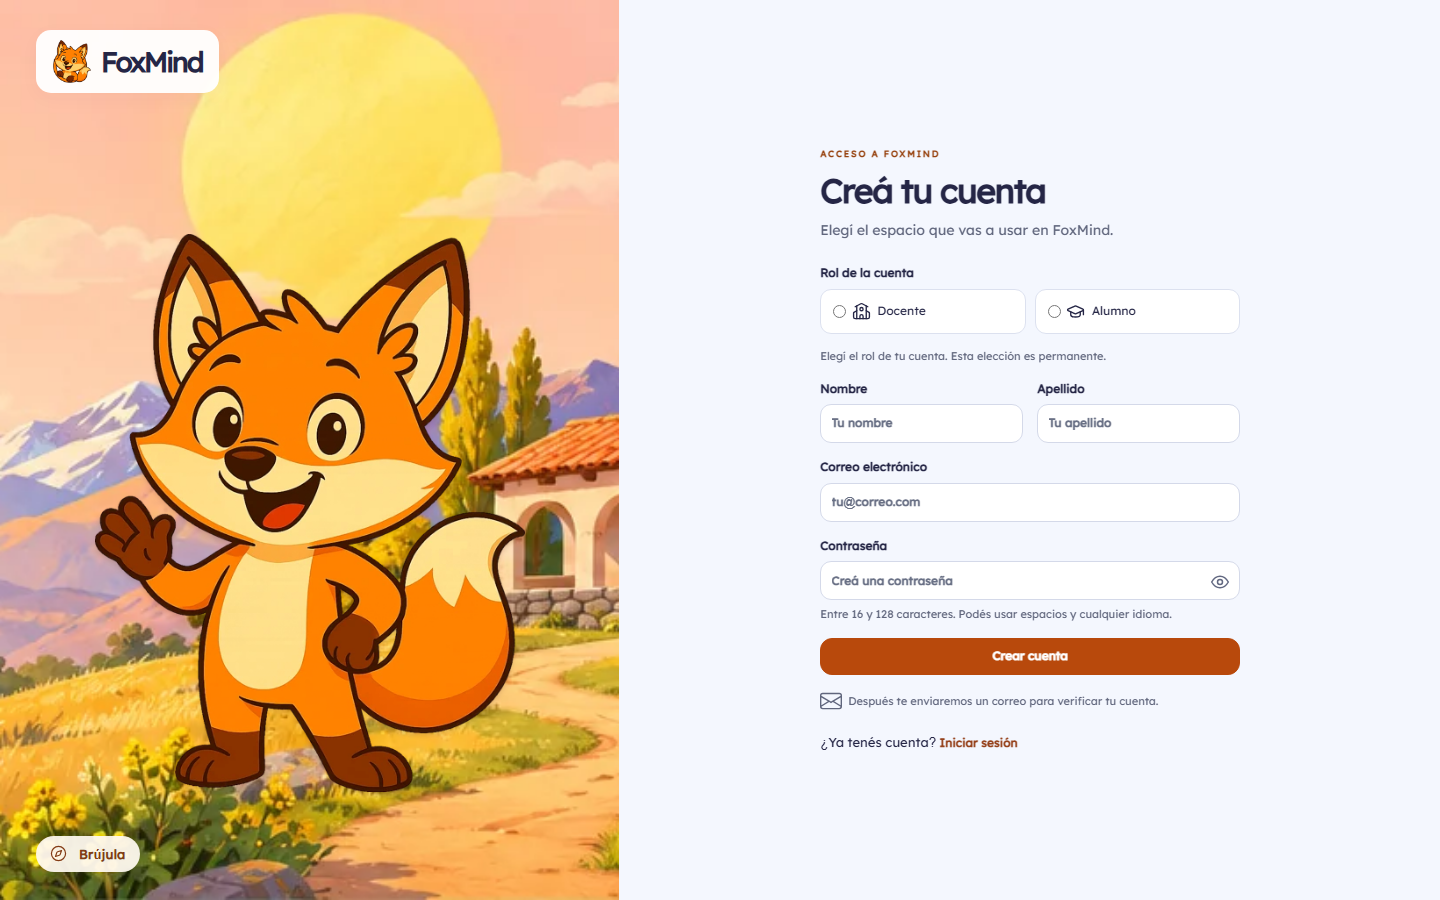 FoxMind
ACCESO A FOXMIND
Creá tu cuenta
Elegí el espacio que vas a usar en FoxMind.
Rol de la cuenta
Docente
Alumno
Elegí el rol de tu cuenta. Esta elección es permanente.
Nombre
Apellido
Tu nombre
Tu apellido
Correo electrónico
tu@correo.com
Contraseña
Creá una contraseña
Entre 16 y 128 caracteres. Podés usar espacios y cualquier idioma.
Crear cuenta
Después te enviaremos un correo para verificar tu cuenta.
¿Ya tenés cuenta? Iniciar sesión
Brújula